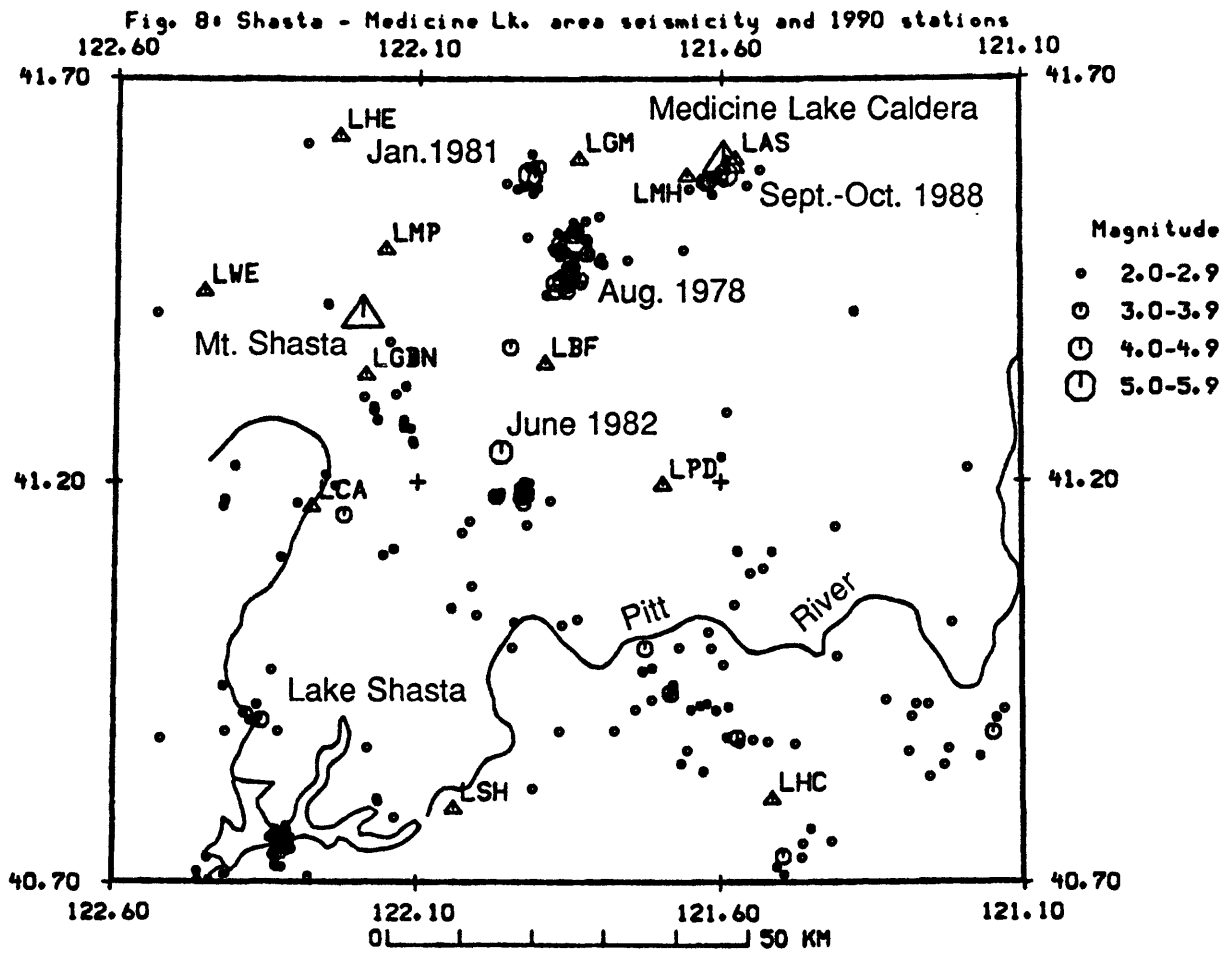 Fig. 8: Shasta - Medicine Lk. area seismicity and 1990 stations
122.60 122.10 121.60 121.10
41.70 41.70
Medicine Lake Caldera
LHE
Jan.1981
LGM
LAS
LMH
Sept.-Oct. 1988
LMP
Magnitude
2.0-2.9
3.0-3.9
4.0-4.9
5.0-5.9
LWE
Aug. 1978
Mt. Shasta
LBF
June 1982
41.20 41.20
LCA
LPD
Pitt River
Lake Shasta
LSH
LHC
40.70 40.70
122.60 122.10 121.60 121.10
0 50 KM